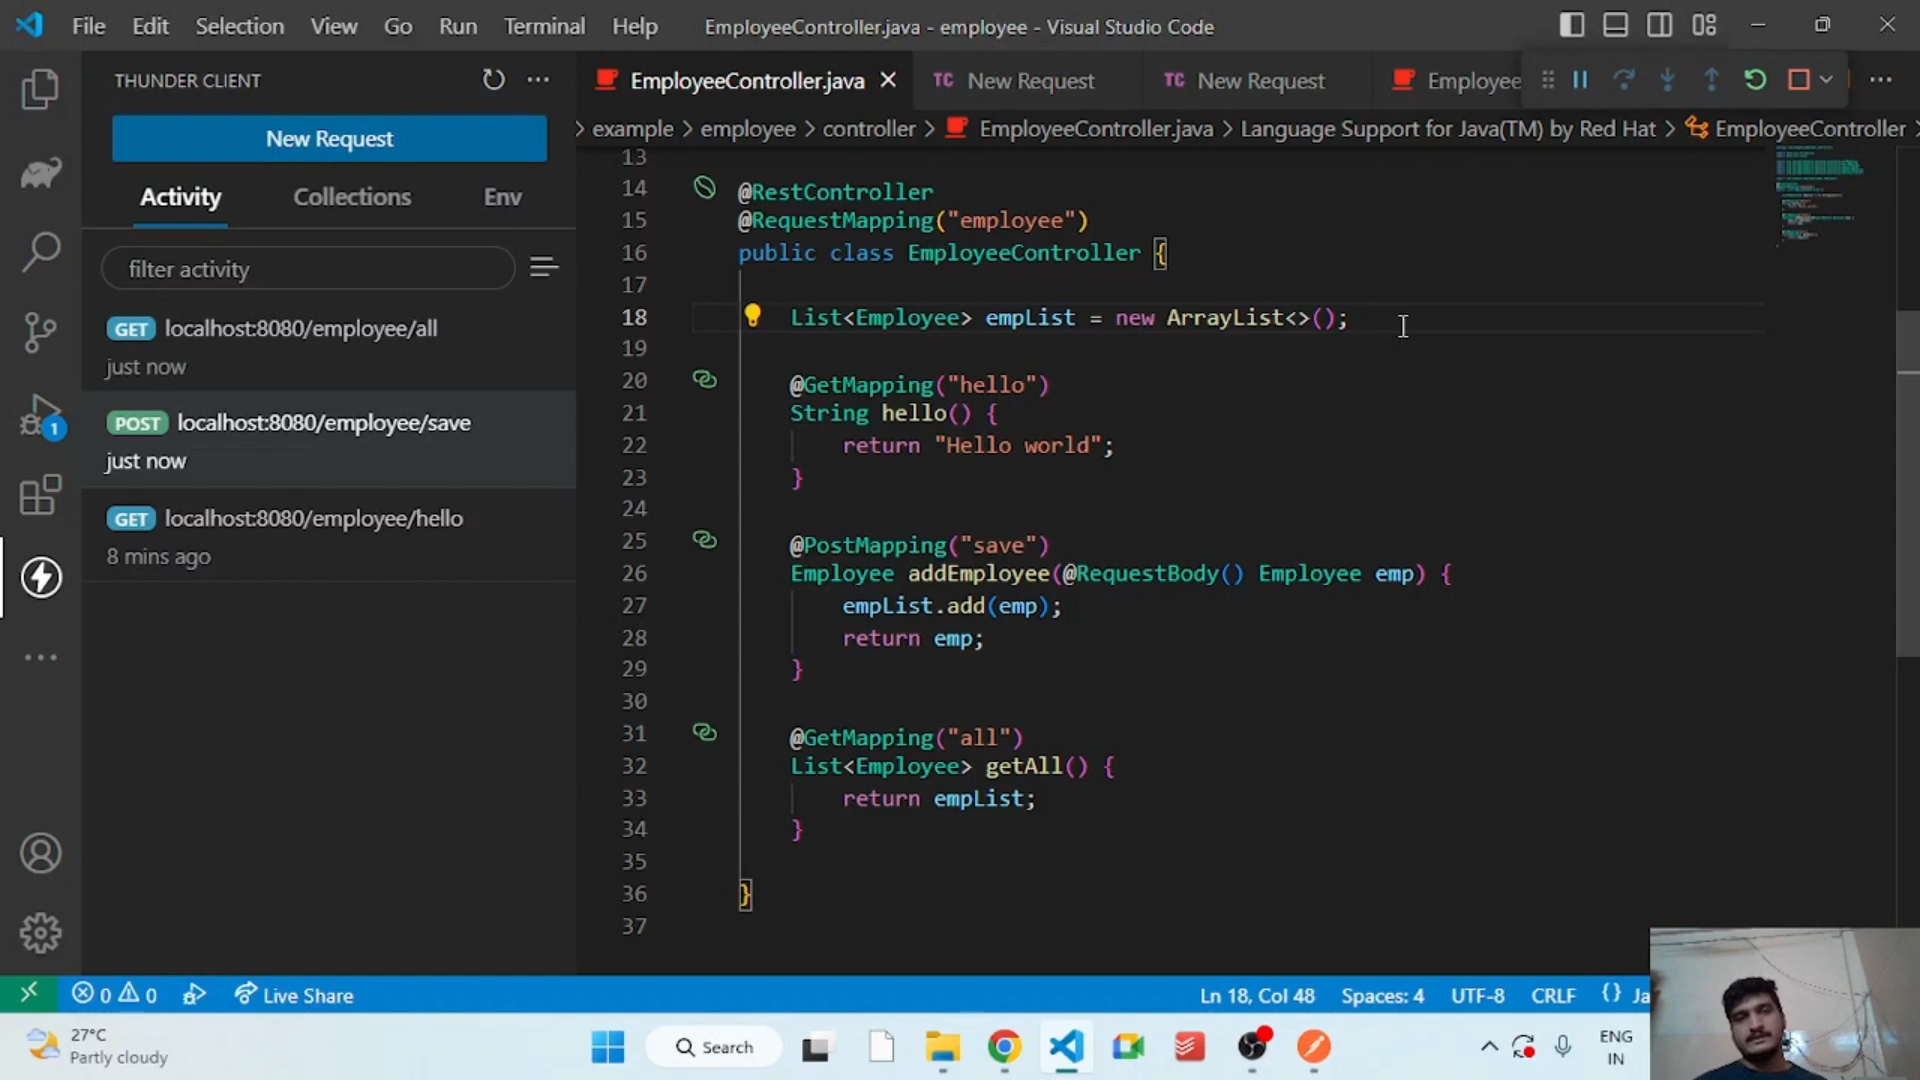 File Edit Selection View Go Run Terminal Help EmployeeController.java - employee - Visual Studio Code
THUNDER CLIENT
New Request
Activity Collections Env
filter activity
GET localhost:8080/employee/all
just now
POST localhost:8080/employee/save
just now
GET localhost:8080/employee/hello
8 mins ago
1
EmployeeController.java TC New Request TC New Request Employee
example > employee > controller > EmployeeController.java > Language Support for Java(TM) by Red Hat > EmployeeController
13
14 @RestController
15 @RequestMapping("employee")
16 public class EmployeeController {
17
18 List<Employee> empList = new ArrayList<>();
19
20 @GetMapping("hello")
21 String hello() {
22 return "Hello world";
23 }
24
25 @PostMapping("save")
26 Employee addEmployee(@RequestBody() Employee emp) {
27 empList.add(emp);
28 return emp;
29 }
30
31 @GetMapping("all")
32 List<Employee> getAll() {
33 return empList;
34 }
35
36 }
37
0 0 Live Share Ln 18, Col 48 Spaces: 4 UTF-8 CRLF {} Ja
27°C
Partly cloudy
Search
ENG
IN